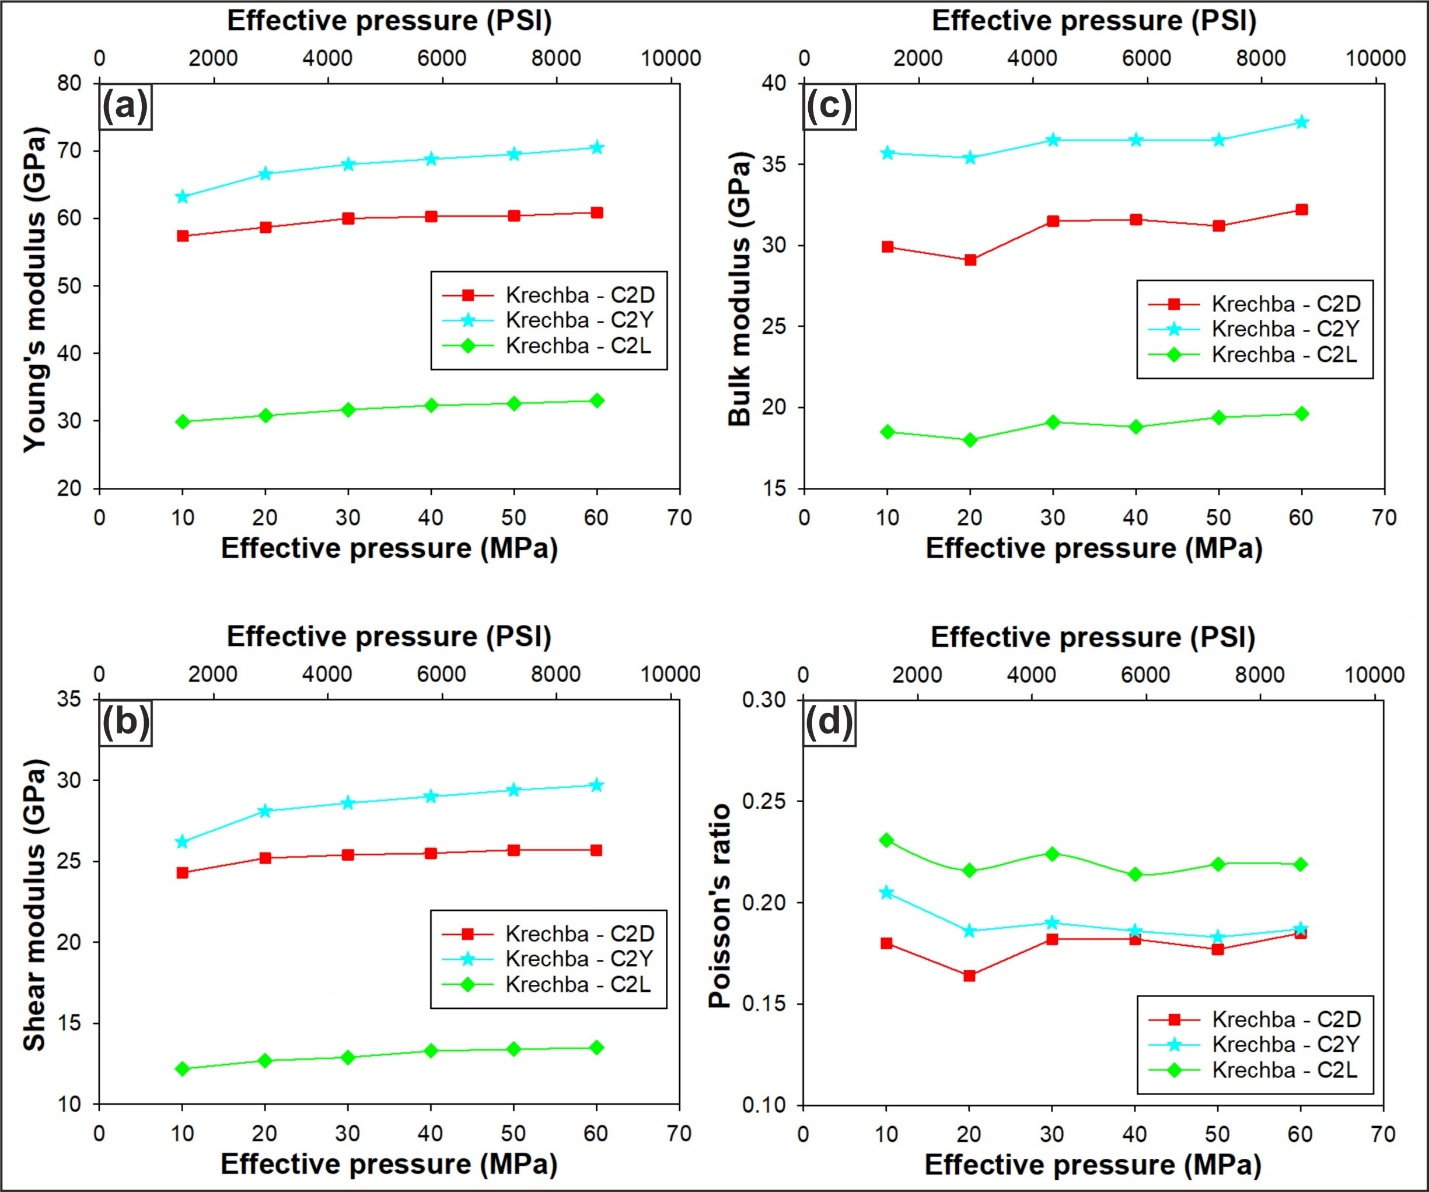 Effective pressure (PSI)
0 2000 4000 6000 8000 10000
(a)
Young's modulus (GPa)
80
70
60
50
40
30
20
Krechba - C2D
Krechba - C2Y
Krechba - C2L
0 10 20 30 40 50 60 70
Effective pressure (MPa)
Effective pressure (PSI)
0 2000 4000 6000 8000 10000
(c)
Bulk modulus (GPa)
40
35
30
25
20
15
Krechba - C2D
Krechba - C2Y
Krechba - C2L
0 10 20 30 40 50 60 70
Effective pressure (MPa)
Effective pressure (PSI)
0 2000 4000 6000 8000 10000
(b)
Shear modulus (GPa)
35
30
25
20
15
10
Krechba - C2D
Krechba - C2Y
Krechba - C2L
0 10 20 30 40 50 60 70
Effective pressure (MPa)
Effective pressure (PSI)
0 2000 4000 6000 8000 10000
(d)
Poisson's ratio
0.30
0.25
0.20
0.15
0.10
Krechba - C2D
Krechba - C2Y
Krechba - C2L
0 10 20 30 40 50 60 70
Effective pressure (MPa)